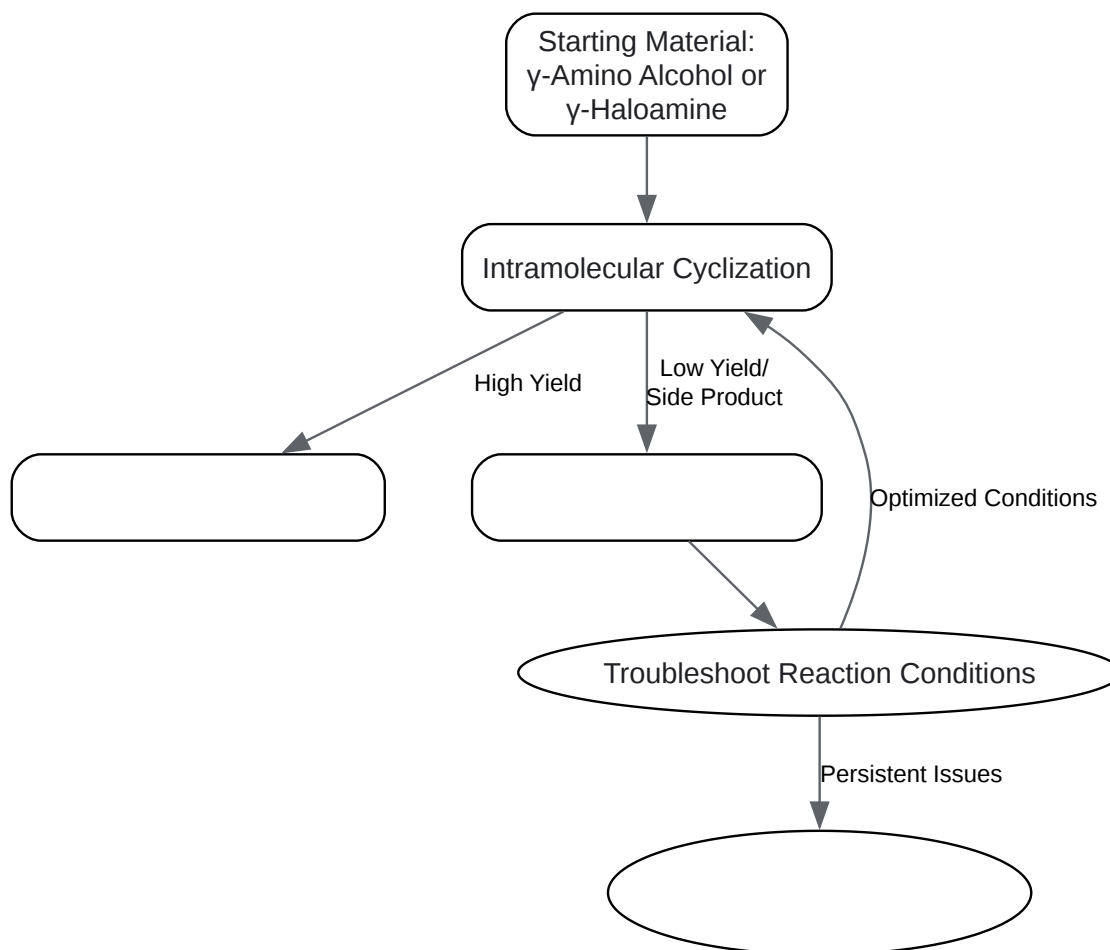 Starting Material:
γ-Amino Alcohol or
γ-Haloamine
Intramolecular Cyclization
High Yield
Low Yield/
Side Product
Optimized Conditions
Troubleshoot Reaction Conditions
Persistent Issues